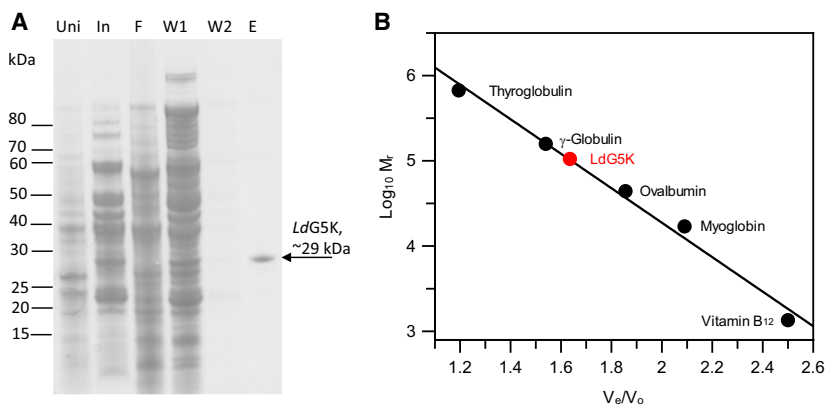 A
Uni In F W1 W2 E
kDa
80
70
60
50
40
30
25
20
15
LdG5K,
~29 kDa
B
Log10 Mr
6
5
4
3
Thyroglobulin
γ-Globulin
LdG5K
Ovalbumin
Myoglobin
Vitamin B12
1.2 1.4 1.6 1.8 2 2.2 2.4 2.6
Ve/Vo